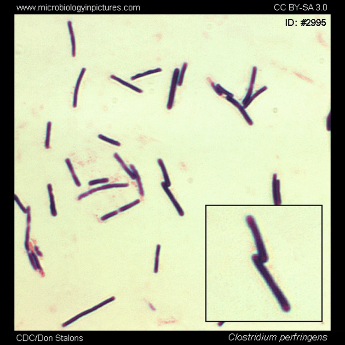 www.microbiologyinpictures.com CC BY-SA 3.0
ID: #2995
CDC/Don Stalons Clostridium perfringens